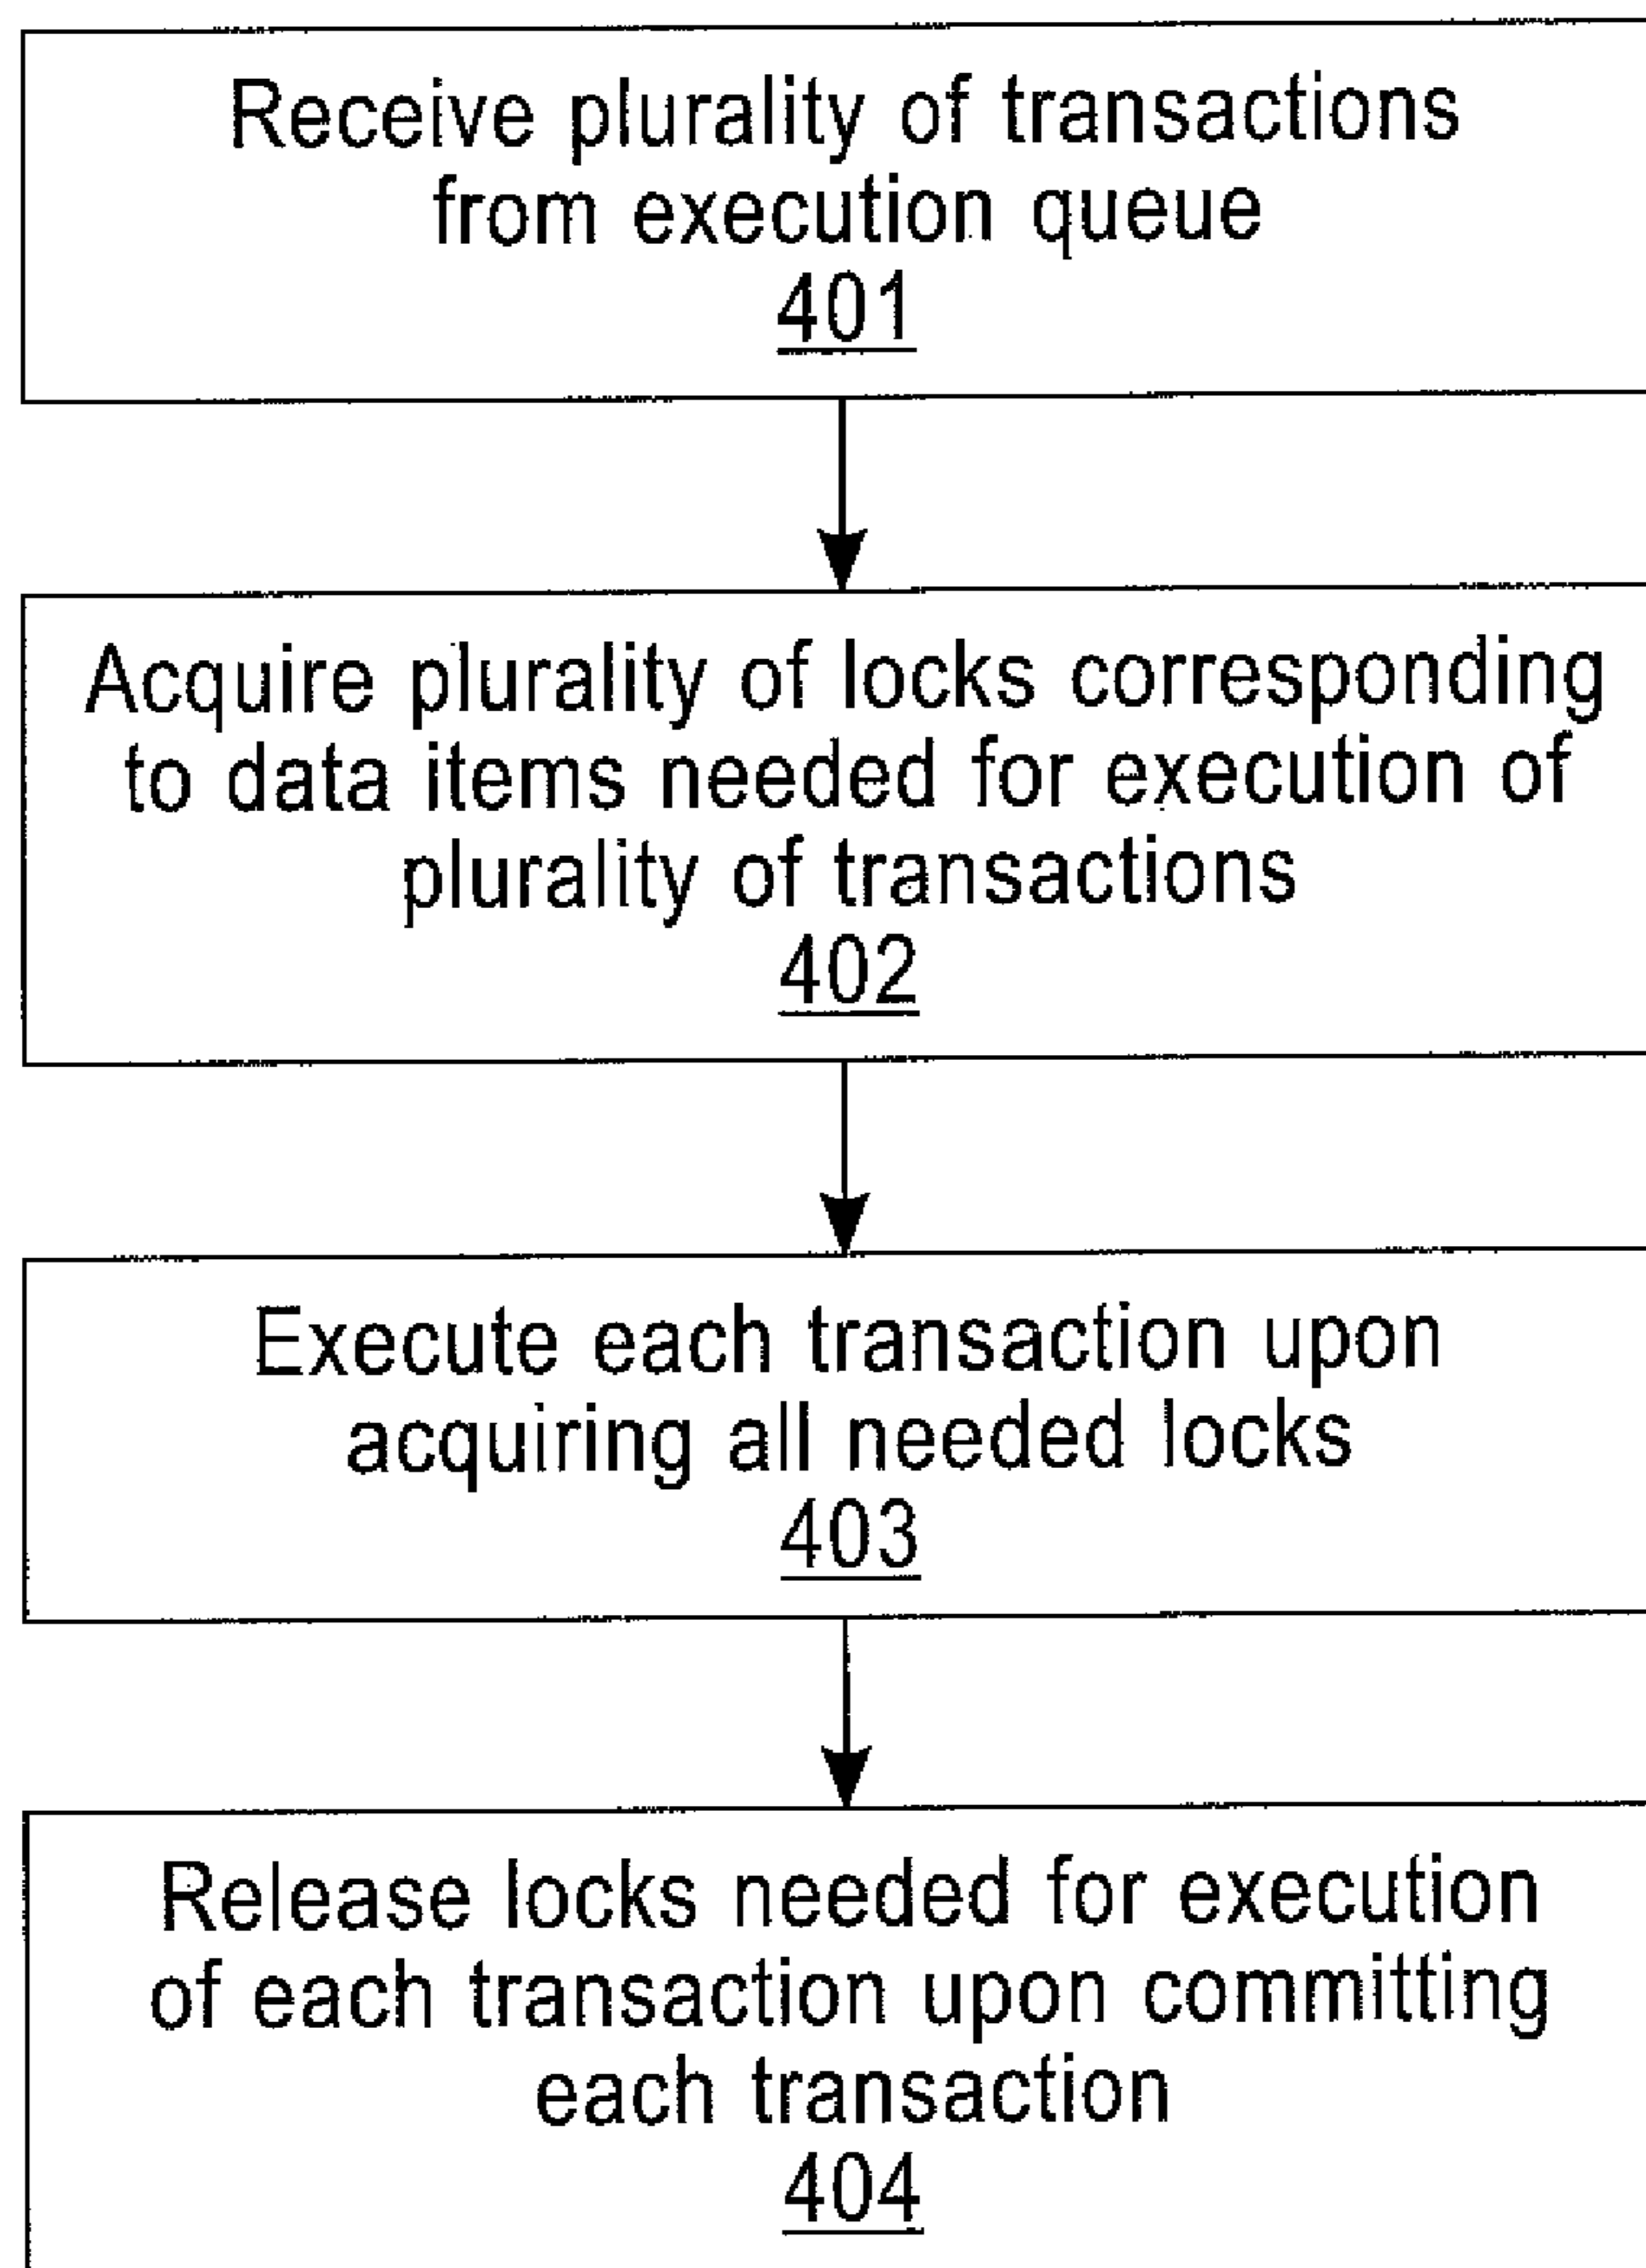 Receive plurality of transactions
from execution queue
401
Acquire plurality of locks corresponding
to data items needed for execution of
plurality of transactions
402
Execute each transaction upon
acquiring all needed locks
403
Release locks needed for execution
of each transaction upon committing
each transaction
404